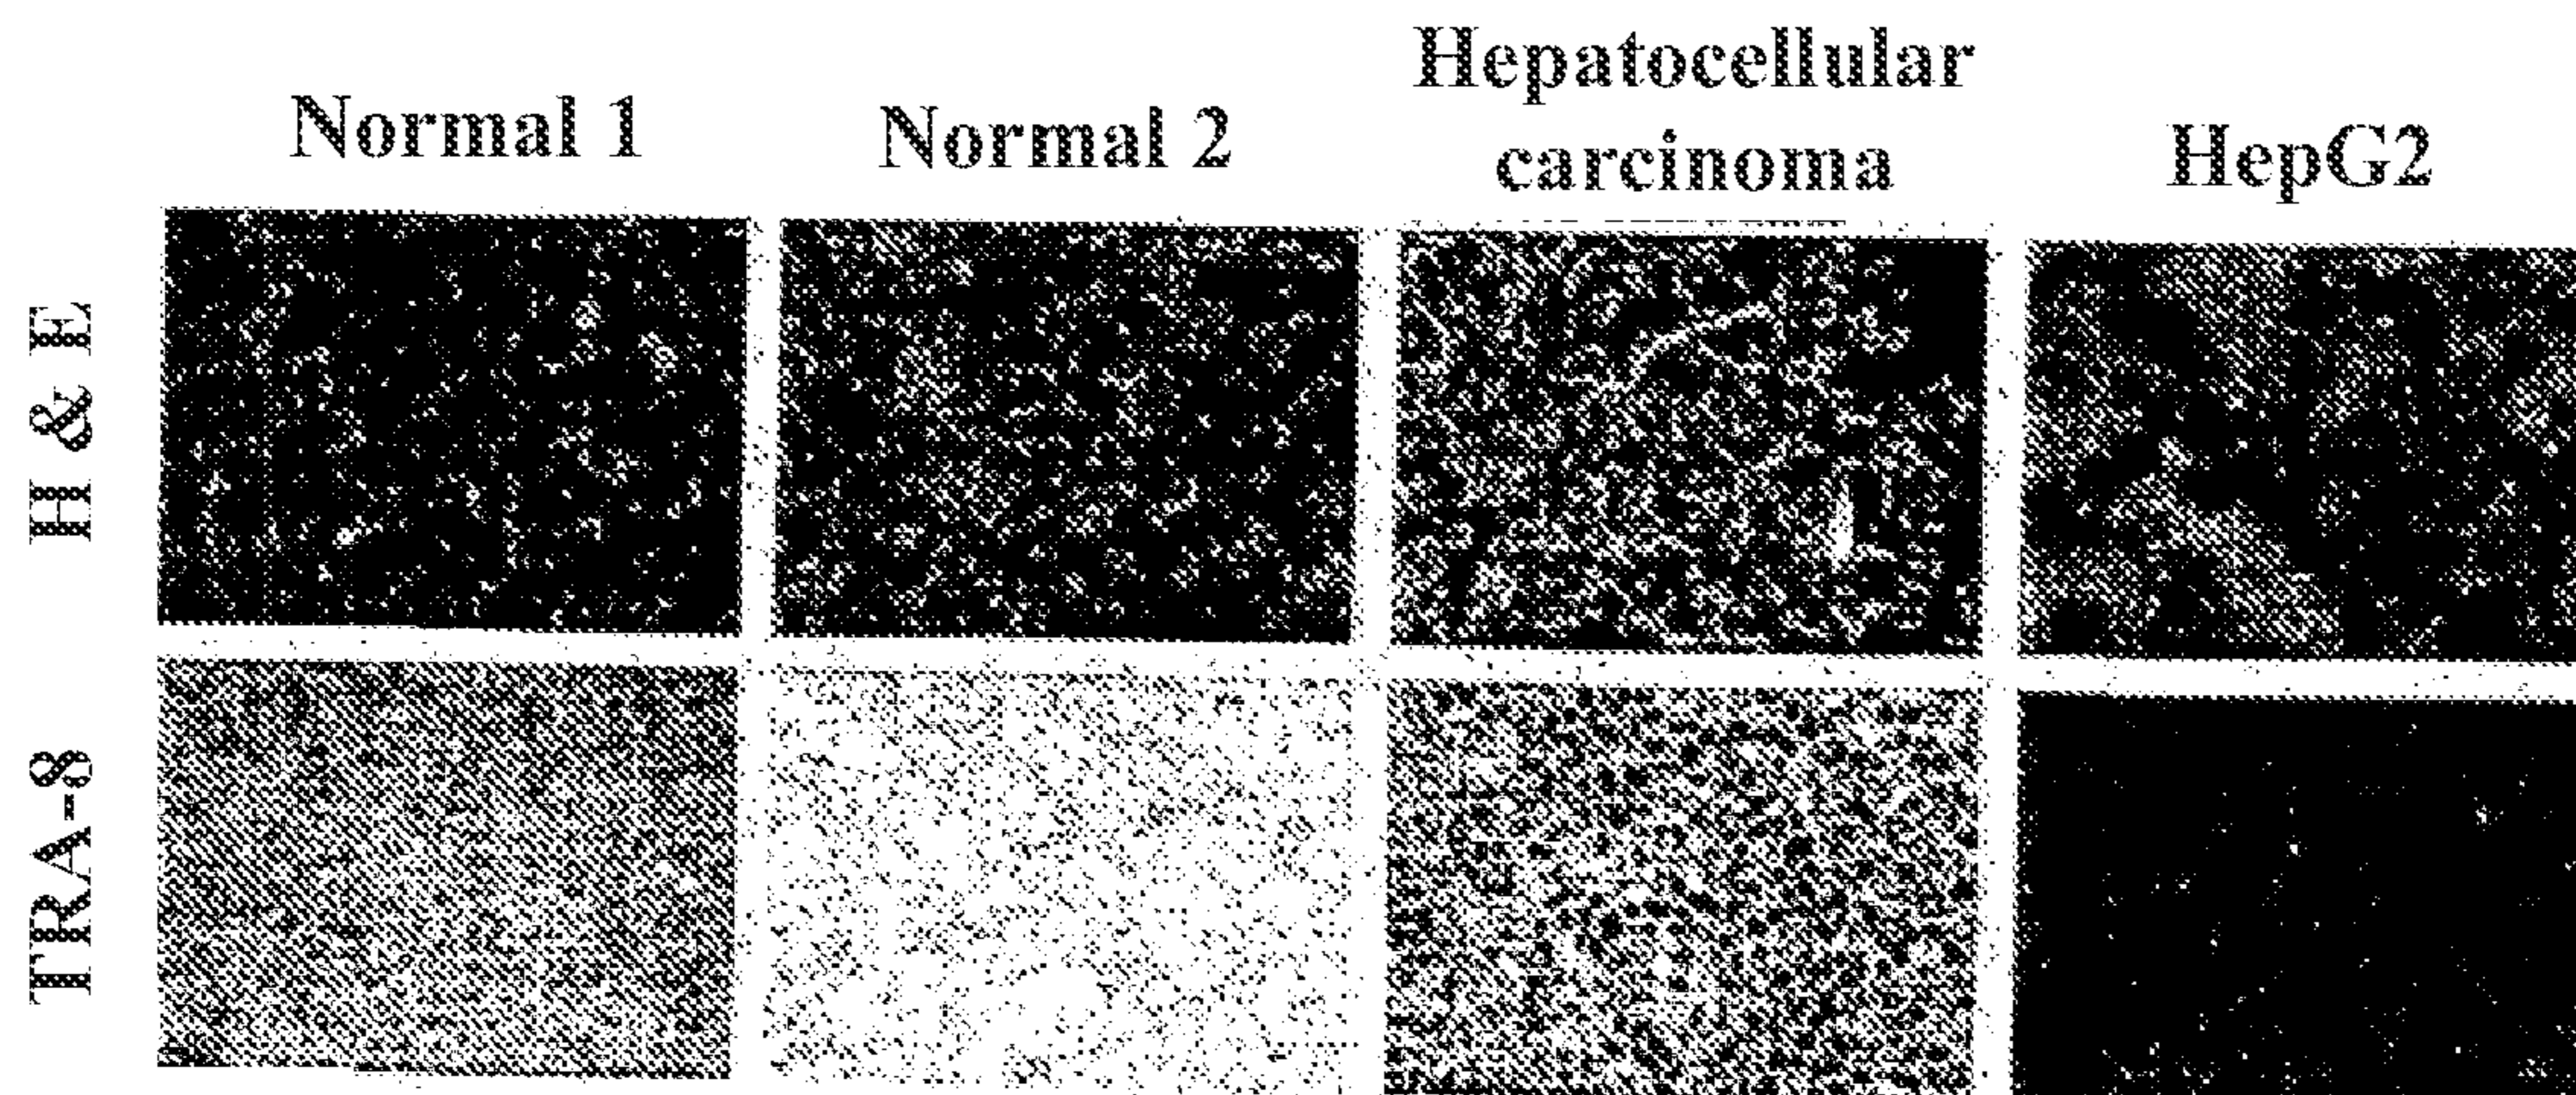 Normal 1
Normal 2
Hepatocellular
carcinoma
HepG2
H & E
TRA-8